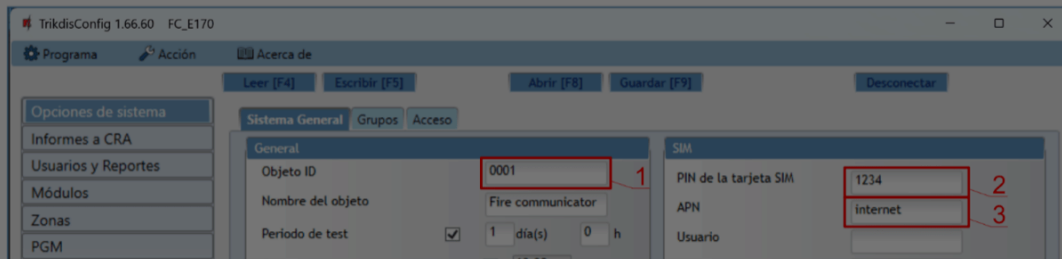 TrikdisConfig 1.66.60 FC_E170
Programa Acción Acerca de
Leer [F4] Escribir [F5] Abrir [F8] Guardar [F9] Desconectar
Opciones de sistema
Informes a CRA
Usuarios y Reportes
Módulos
Zonas
PGM
Sistema General Grupos Acceso
General
Objeto ID 0001 1
Nombre del objeto Fire communicator
Periodo de test 1 día(s) 0 h
SIM
PIN de la tarjeta SIM 1234 2
APN internet 3
Usuario